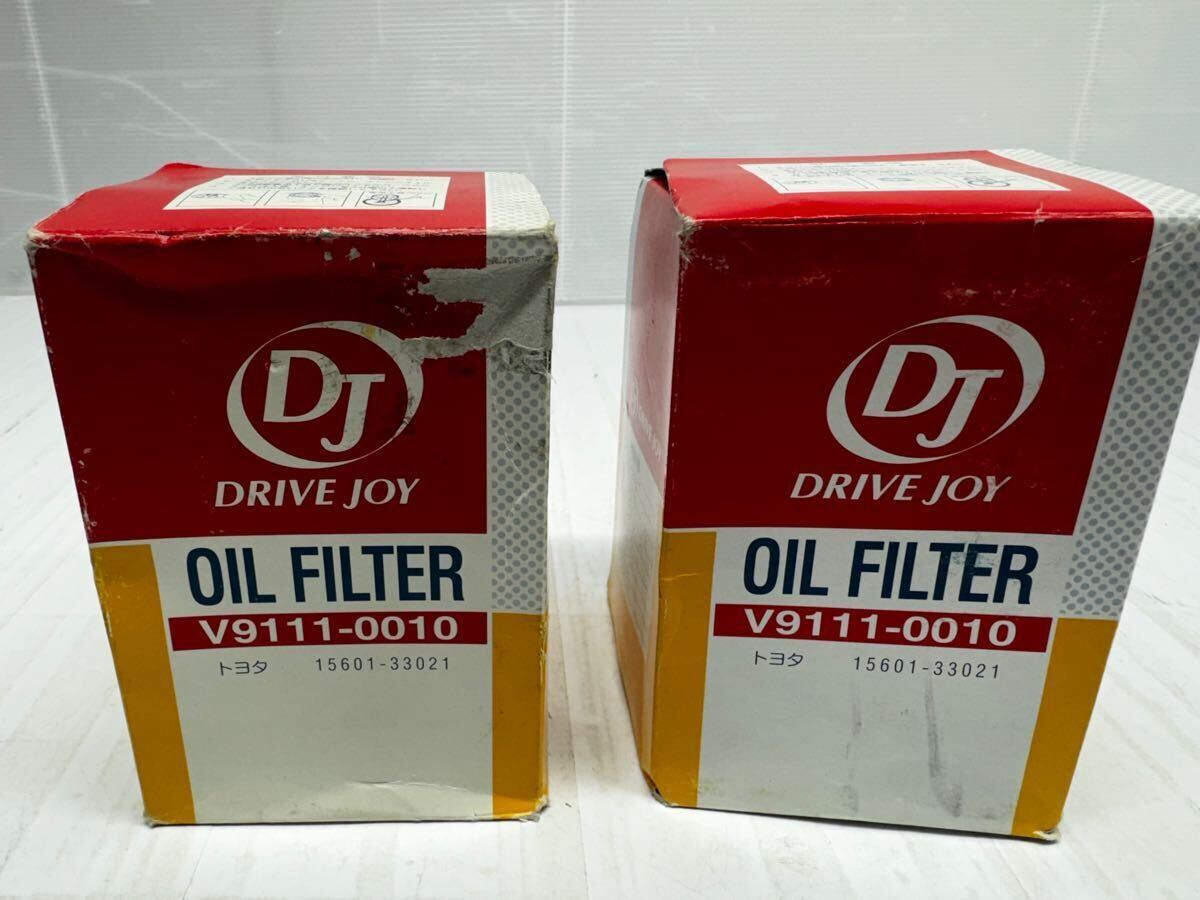 DJ
DRIVE JOY
OIL FILTER
V9111-0010
トヨタ 15601-33021
DJ
DRIVE JOY
OIL FILTER
V9111-0010
トヨタ 15601-33021